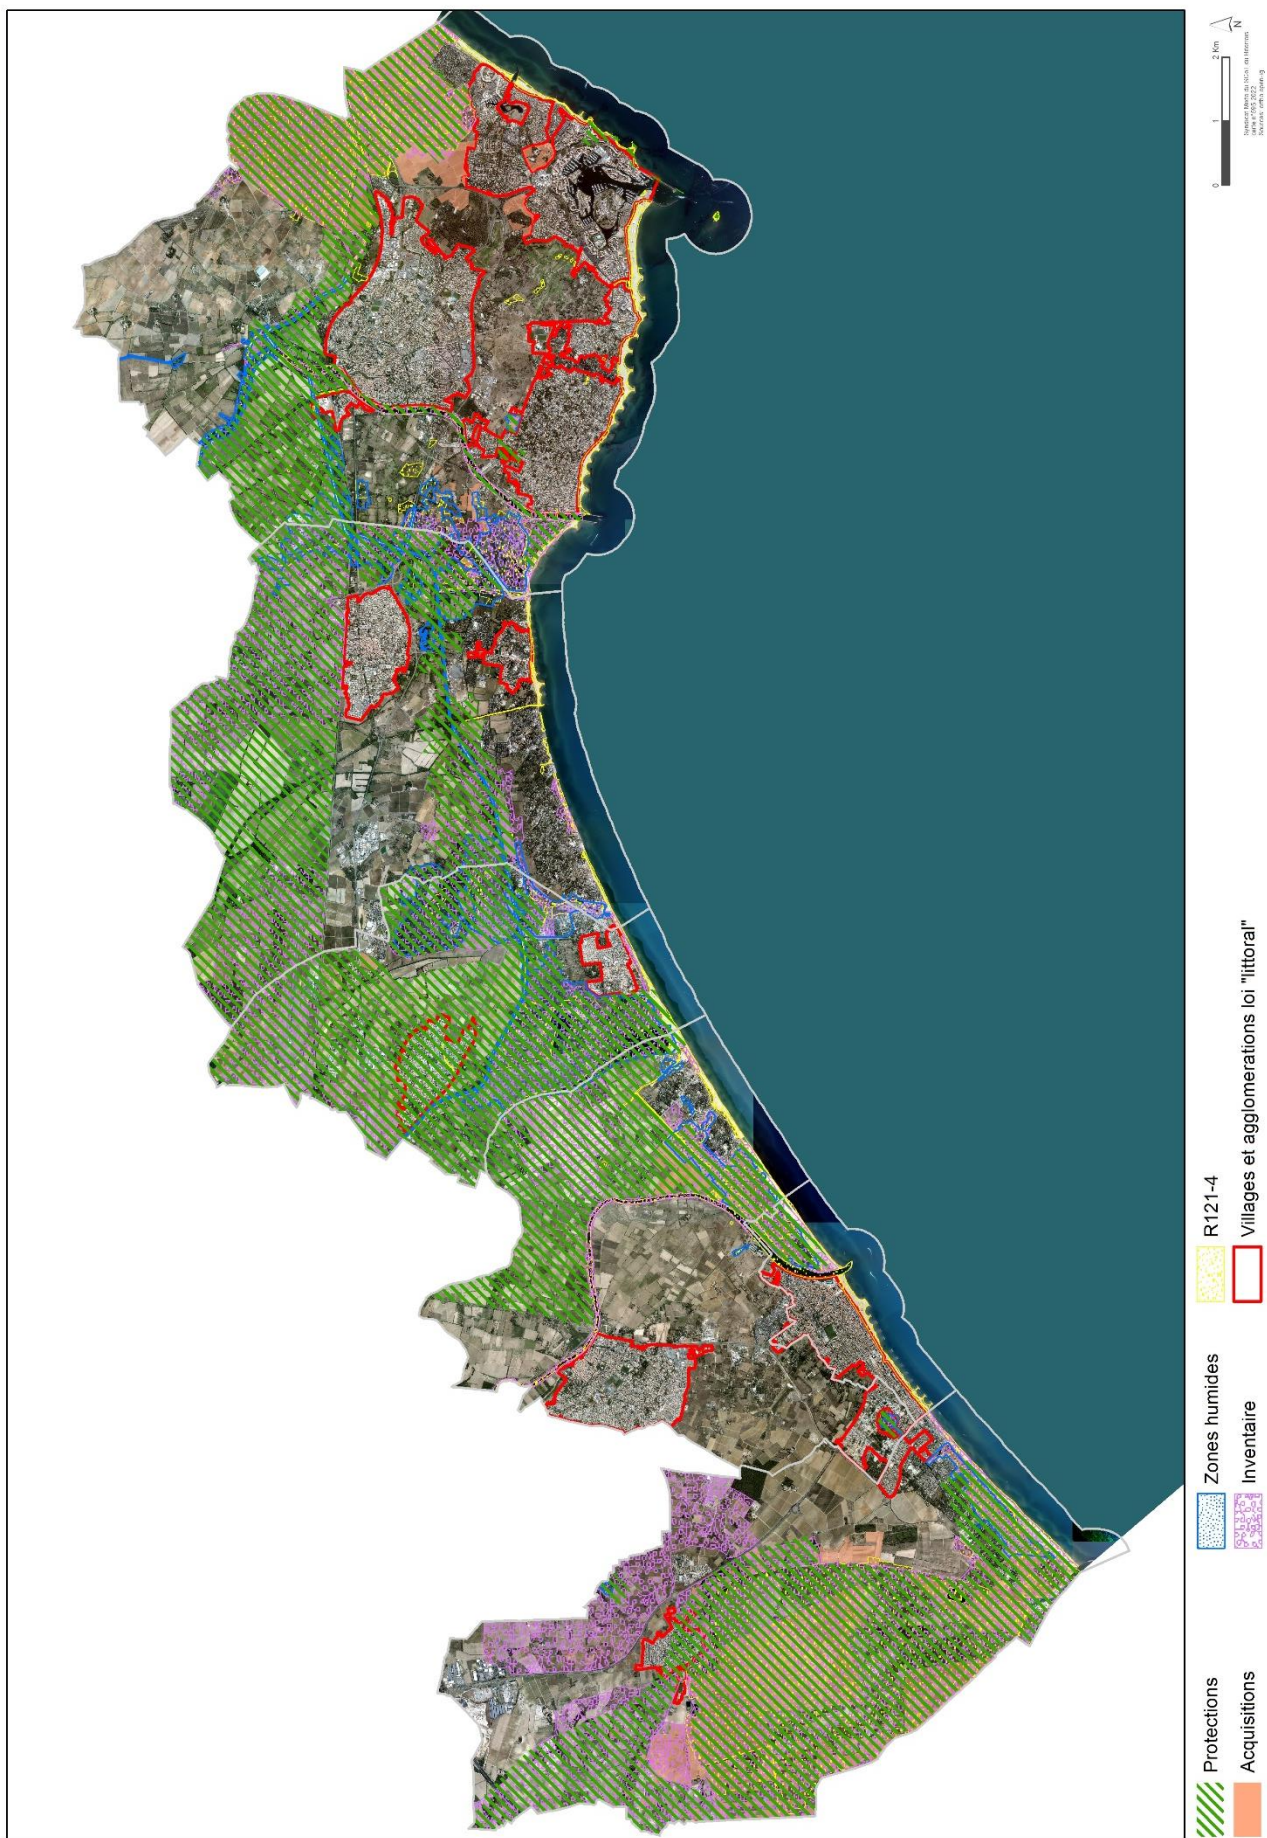 Protections
Acquisitions
Zones humides
Inventaire
R121-4
Villages et agglomerations loi "littoral"
0 1 2 Km
N